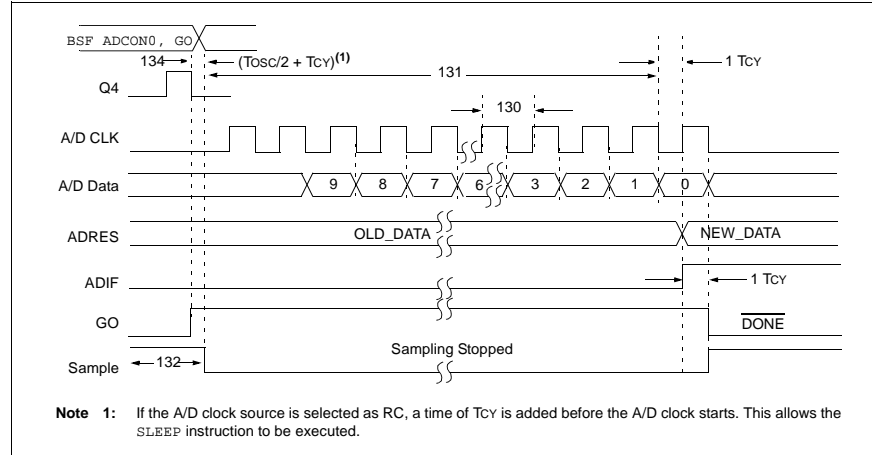 BSF ADCON0, GO
134 (TOSC/2 + TCY)(1) 131 1 TCY
Q4
130
A/D CLK
A/D Data 9 8 7 6 3 2 1 0
ADRES OLD_DATA NEW_DATA
ADIF 1 TCY
GO DONE
Sample 132 Sampling Stopped
Note 1: If the A/D clock source is selected as RC, a time of TCY is added before the A/D clock starts. This allows the
SLEEP instruction to be executed.